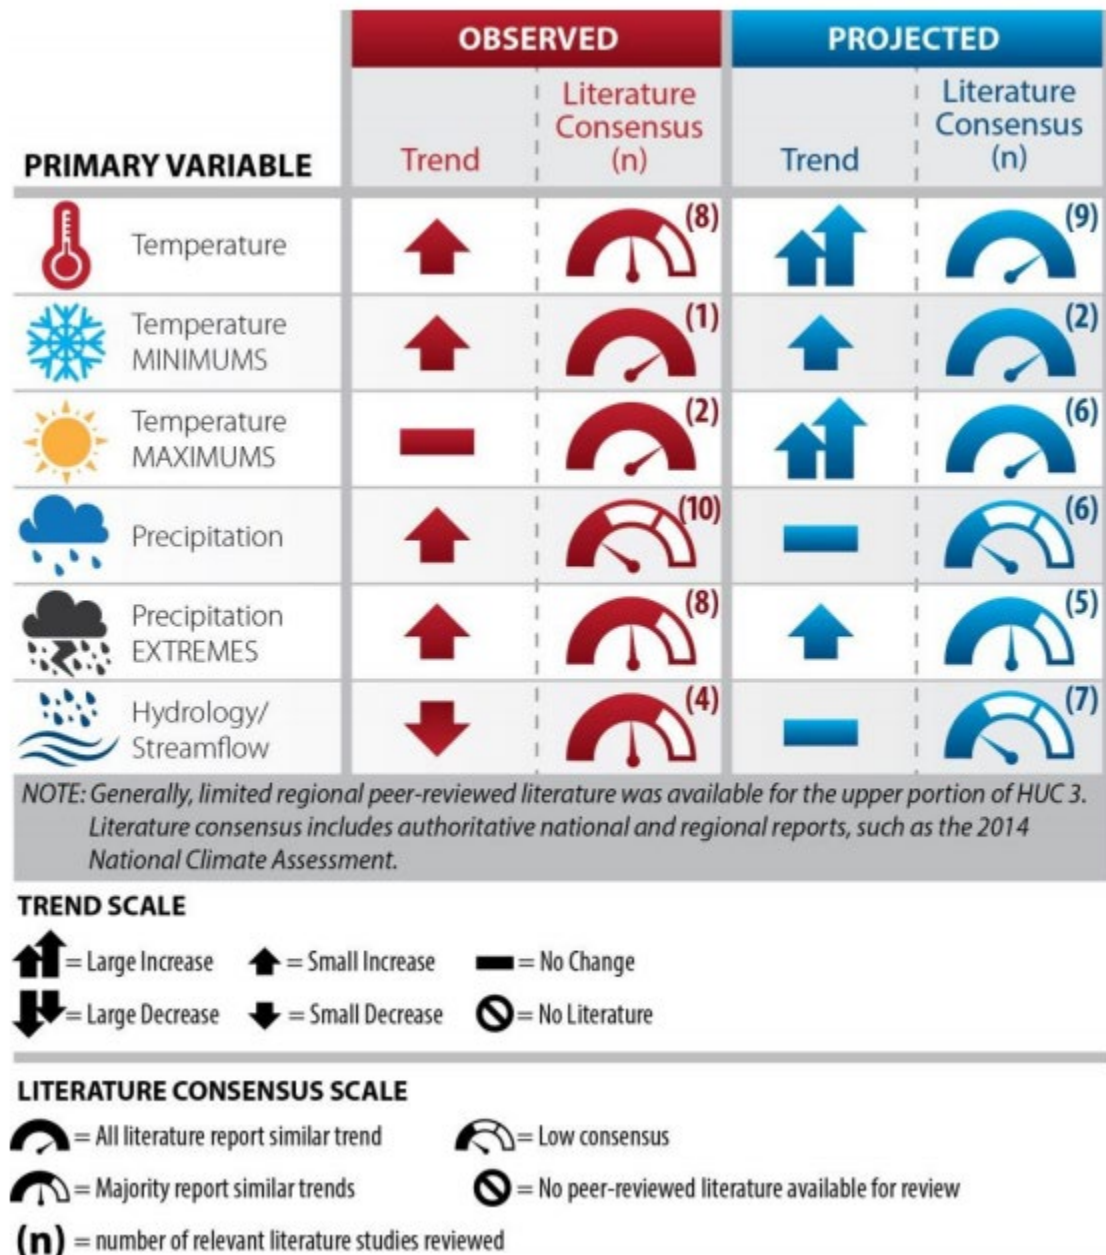 OBSERVED PROJECTED
PRIMARY VARIABLE Trend Literature Consensus (n) Trend Literature Consensus (n)
Temperature (8) (9)
Temperature MINIMUMS (1) (2)
Temperature MAXIMUMS (2) (6)
Precipitation (10) (6)
Precipitation EXTREMES (8) (5)
Hydrology/ Streamflow (4) (7)
NOTE: Generally, limited regional peer-reviewed literature was available for the upper portion of HUC 3.
Literature consensus includes authoritative national and regional reports, such as the 2014
National Climate Assessment.
TREND SCALE
= Large Increase = Small Increase = No Change
= Large Decrease = Small Decrease = No Literature
LITERATURE CONSENSUS SCALE
= All literature report similar trend = Low consensus
= Majority report similar trends = No peer-reviewed literature available for review
(n) = number of relevant literature studies reviewed